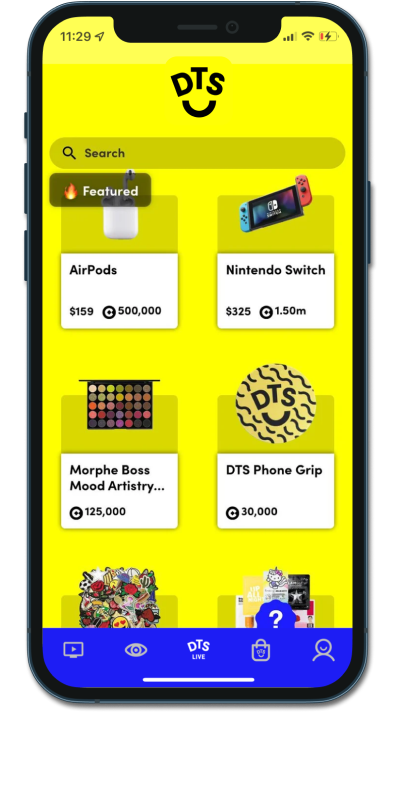 11:29
DTS
Search
🔥 Featured
AirPods
$159 500,000
Nintendo Switch
$325 1.50m
Morphe Boss
Mood Artistry...
125,000
DTS
DTS Phone Grip
30,000
?
DTS
LIVE